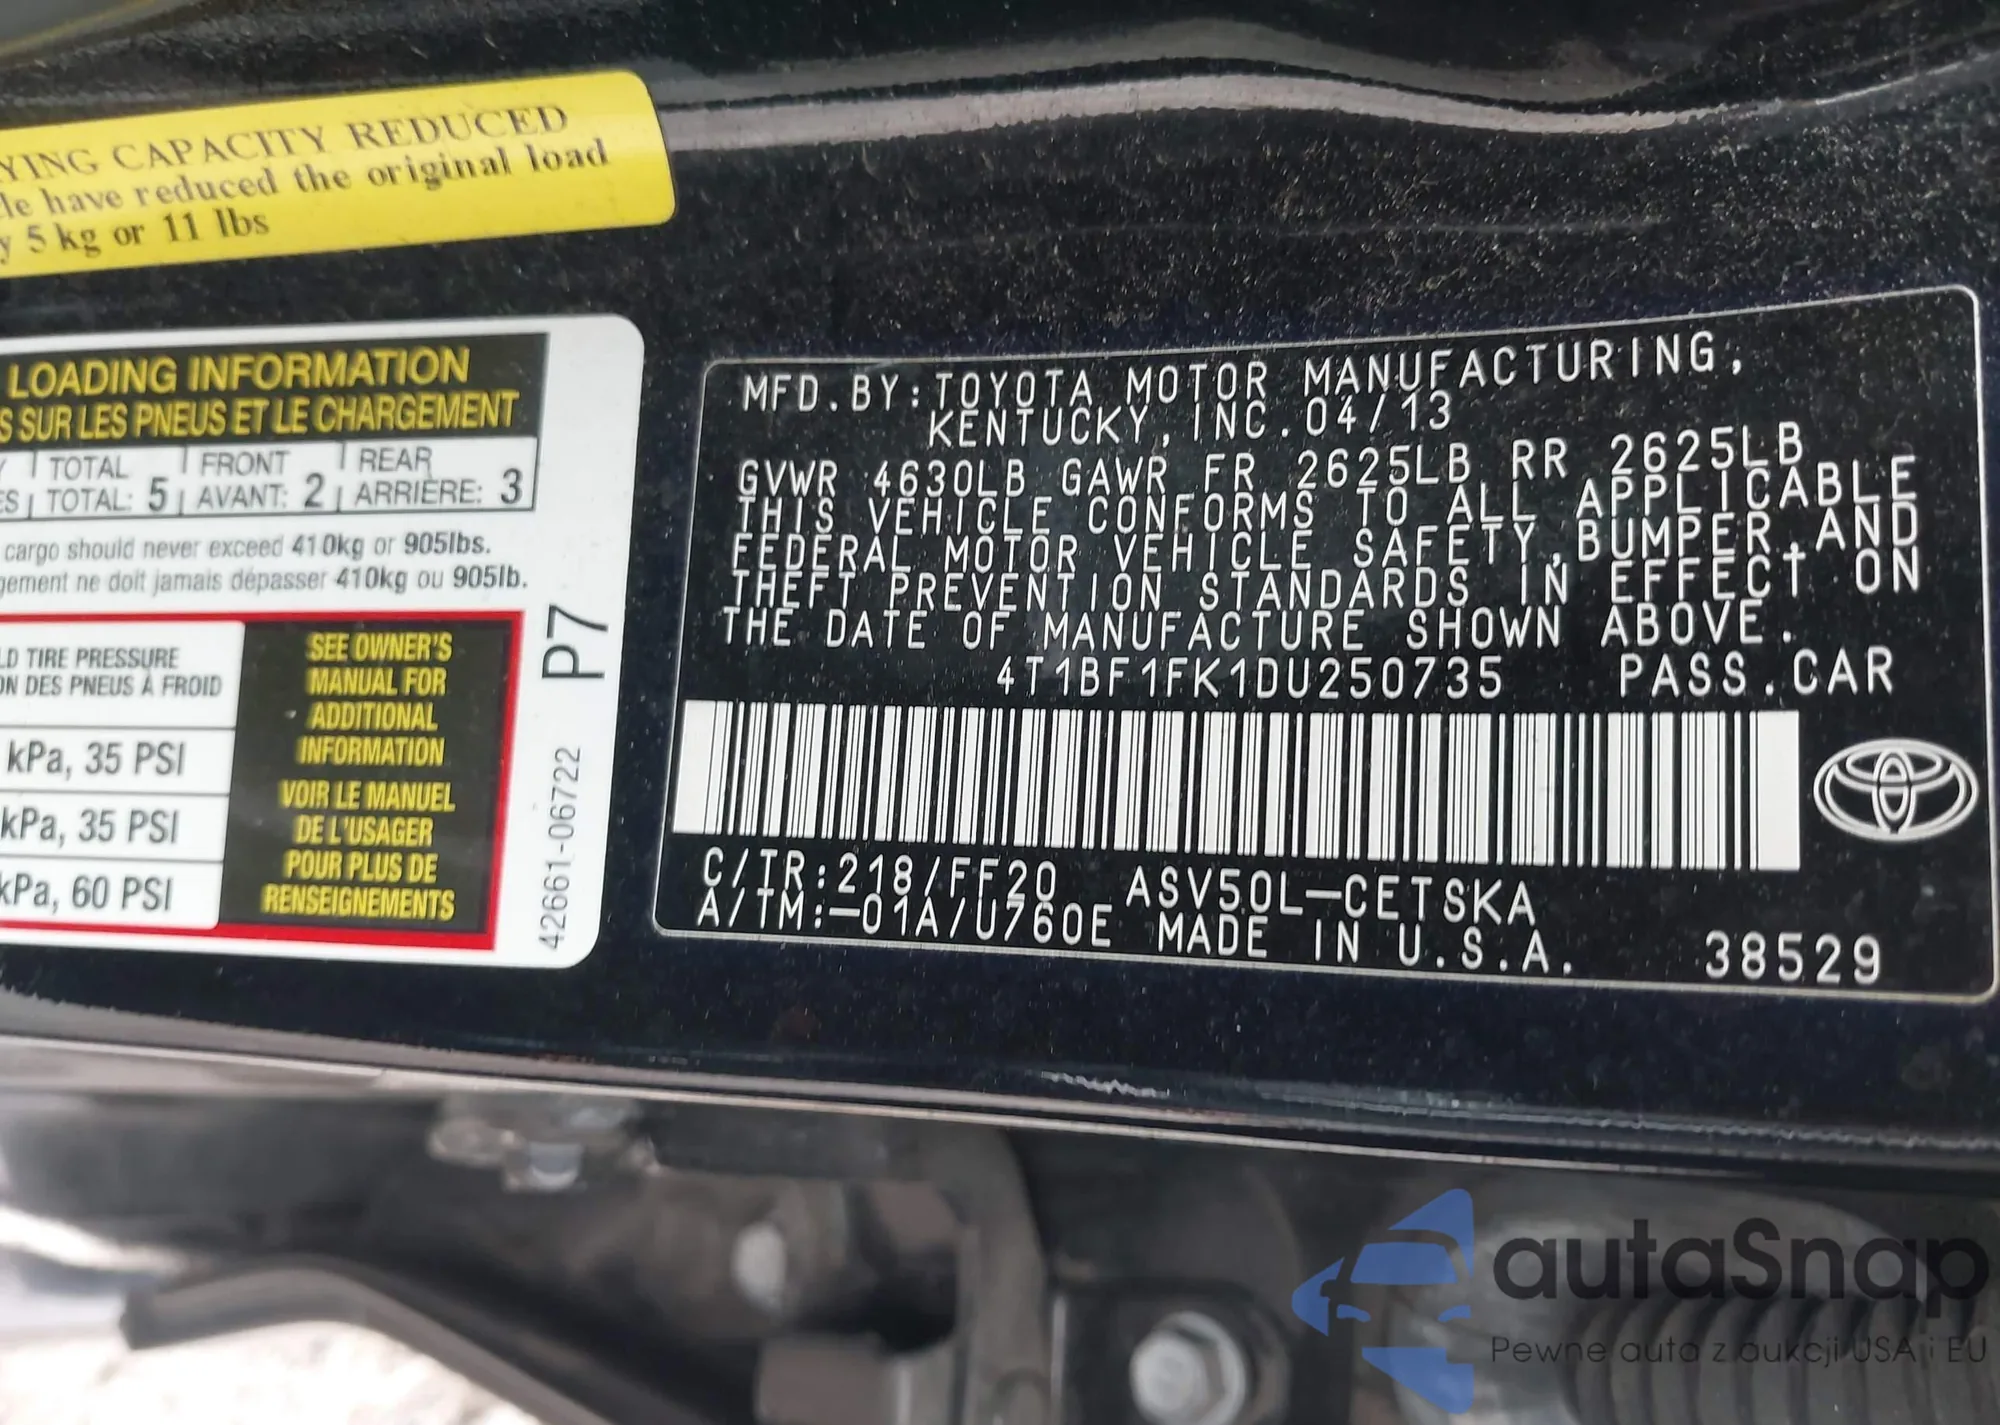 YING CAPACITY REDUCED
le have reduced the original load
y 5 kg or 11 lbs
LOADING INFORMATION
S SUR LES PNEUS ET LE CHARGEMENT
TOTAL FRONT REAR
ES TOTAL: 5 AVANT: 2 ARRIÈRE: 3
cargo should never exceed 410kg or 905lbs.
gement ne doit jamais dépasser 410kg ou 905lb.
LD TIRE PRESSURE
ON DES PNEUS À FROID
kPa, 35 PSI
kPa, 35 PSI
kPa, 60 PSI
SEE OWNER'S
MANUAL FOR
ADDITIONAL
INFORMATION
VOIR LE MANUEL
DE L'USAGER
POUR PLUS DE
RENSEIGNEMENTS
P7
42661-06722
MFD.BY:TOYOTA MOTOR MANUFACTURING,
KENTUCKY, INC. 04/13
GVWR 4630LB GAWR FR 2625LB RR 2625LB
THIS VEHICLE CONFORMS TO ALL APPLICABLE
FEDERAL MOTOR VEHICLE SAFETY, BUMPER, AND
THEFT PREVENTION STANDARDS IN EFFECT ON
THE DATE OF MANUFACTURE SHOWN ABOVE.
4T1BF1FK1DU250735 PASS.CAR
C/TR:218/FF20 ASV50L-CETSKA
A/TM:-01A/U760E MADE IN U.S.A. 38529
autaSnap
Pewne auta z aukcji USA i EU